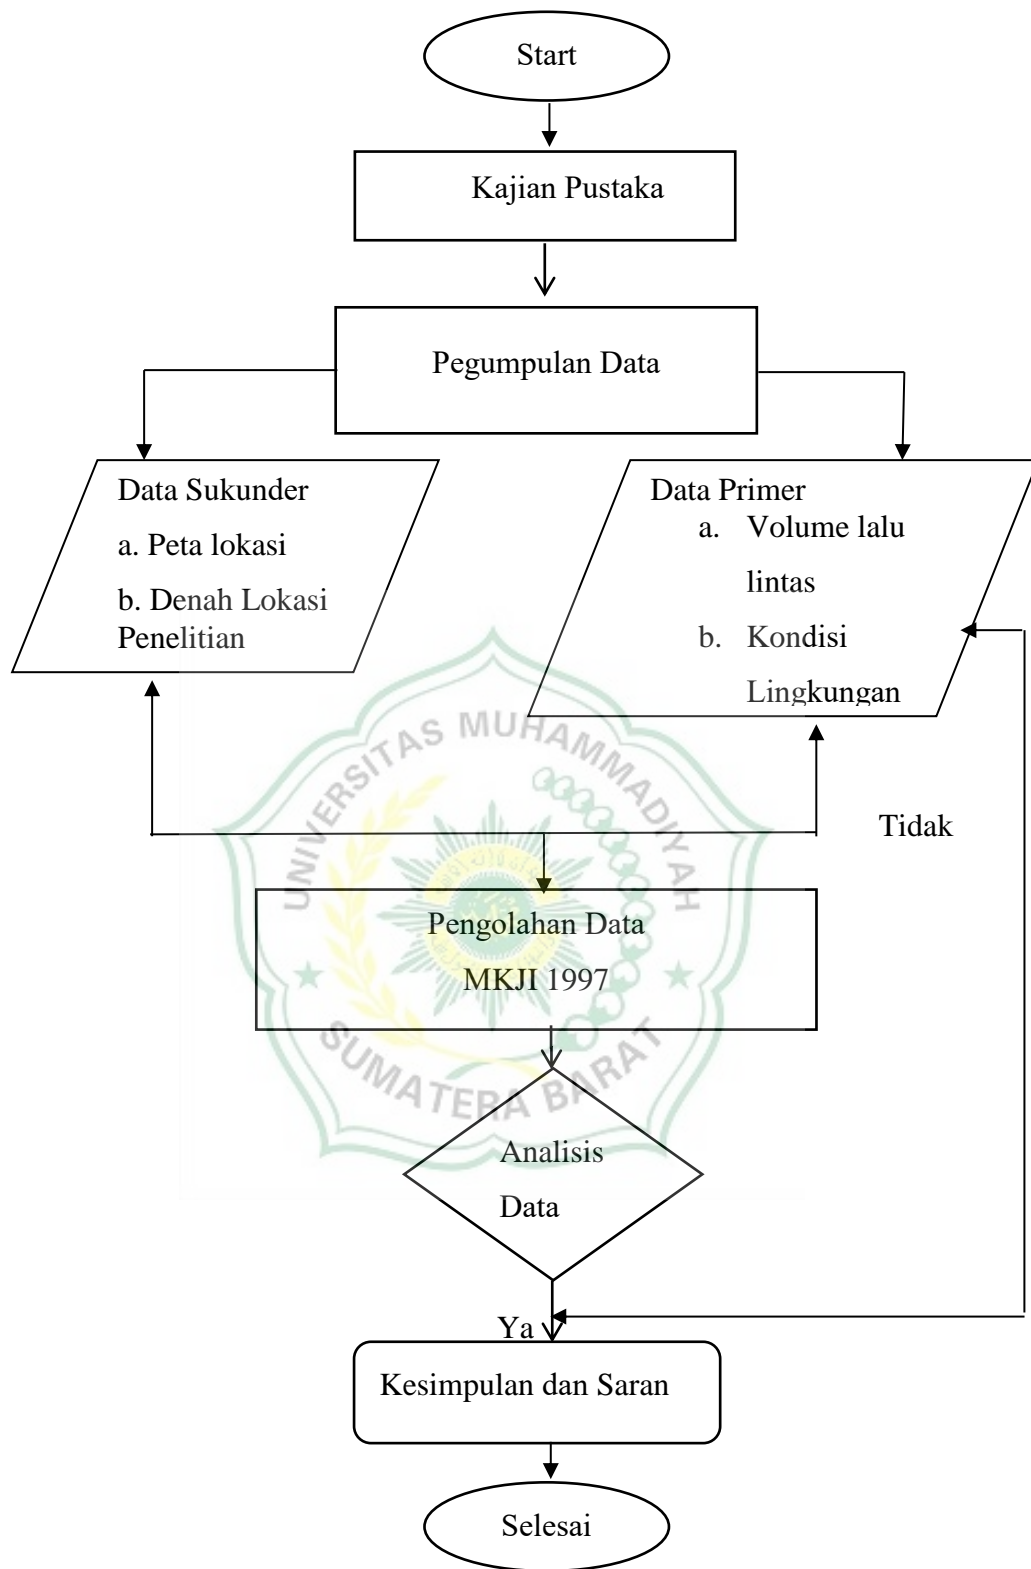 Start
Kajian Pustaka
Pegumpulan Data
Data Sukunder
a. Peta lokasi
b. Denah Lokasi
Penelitian
Data Primer
a. Volume lalu
lintas
b. Kondisi
Lingkungan
Tidak
UNIVERSITAS MUHAMMADIYAH
SUMATERA BARAT
Pengolahan Data
MKJI 1997
Analisis
Data
Ya
Kesimpulan dan Saran
Selesai